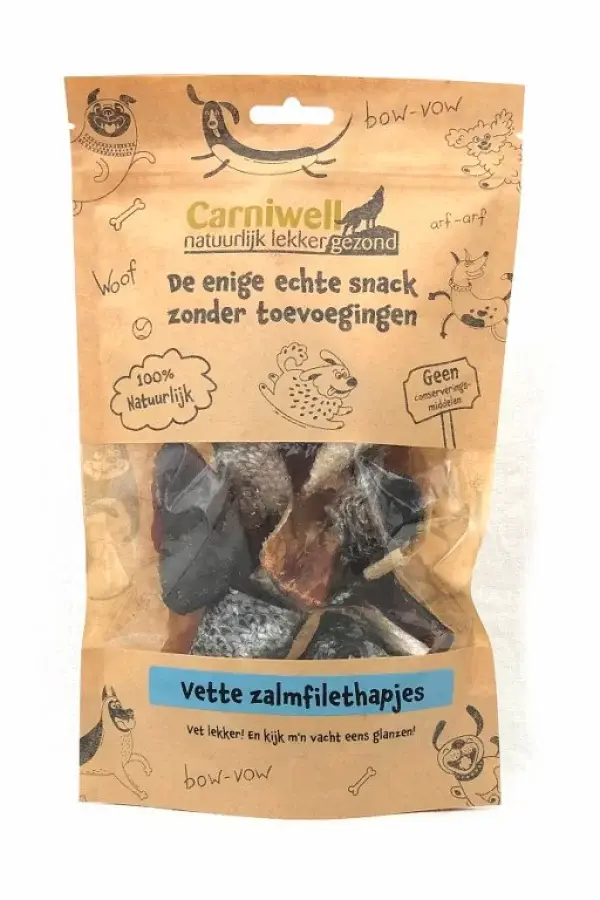 bow-vow
Carniwell
natuurlijk lekker gezond
arf-arf
Woof
De enige echte snack
zonder toevoegingen
100%
Natuurlijk
Geen
conserverings-
middelen
Vette zalmfilethapjes
Vet lekker! En kijk m'n vacht eens glanzen!
bow-vow